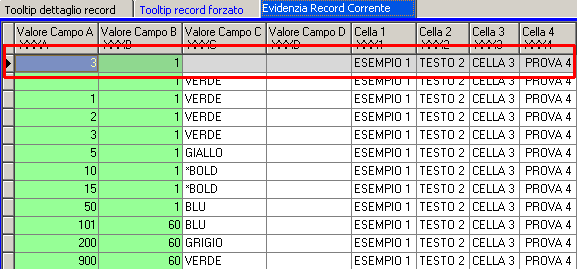 Tooltip dettaglio record Tooltip record forzato Evidenzia Record Corrente
Valore Campo A Valore Campo B Valore Campo C Valore Campo D Cella 1 Cella 2 Cella 3 Cella 4
3 1 ESEMPIO 1 TESTO 2 CELLA 3 PROVA 4
1 VERDE ESEMPIO 1 TESTO 2 CELLA 3 PROVA 4
1 1 VERDE ESEMPIO 1 TESTO 2 CELLA 3 PROVA 4
2 1 VERDE ESEMPIO 1 TESTO 2 CELLA 3 PROVA 4
3 1 VERDE ESEMPIO 1 TESTO 2 CELLA 3 PROVA 4
5 1 GIALLO ESEMPIO 1 TESTO 2 CELLA 3 PROVA 4
10 1 *BOLD ESEMPIO 1 TESTO 2 CELLA 3 PROVA 4
15 1 *BOLD ESEMPIO 1 TESTO 2 CELLA 3 PROVA 4
50 1 BLU ESEMPIO 1 TESTO 2 CELLA 3 PROVA 4
101 60 BLU ESEMPIO 1 TESTO 2 CELLA 3 PROVA 4
200 60 GRIGIO ESEMPIO 1 TESTO 2 CELLA 3 PROVA 4
900 60 VERDE ESEMPIO 1 TESTO 2 CELLA 3 PROVA 4